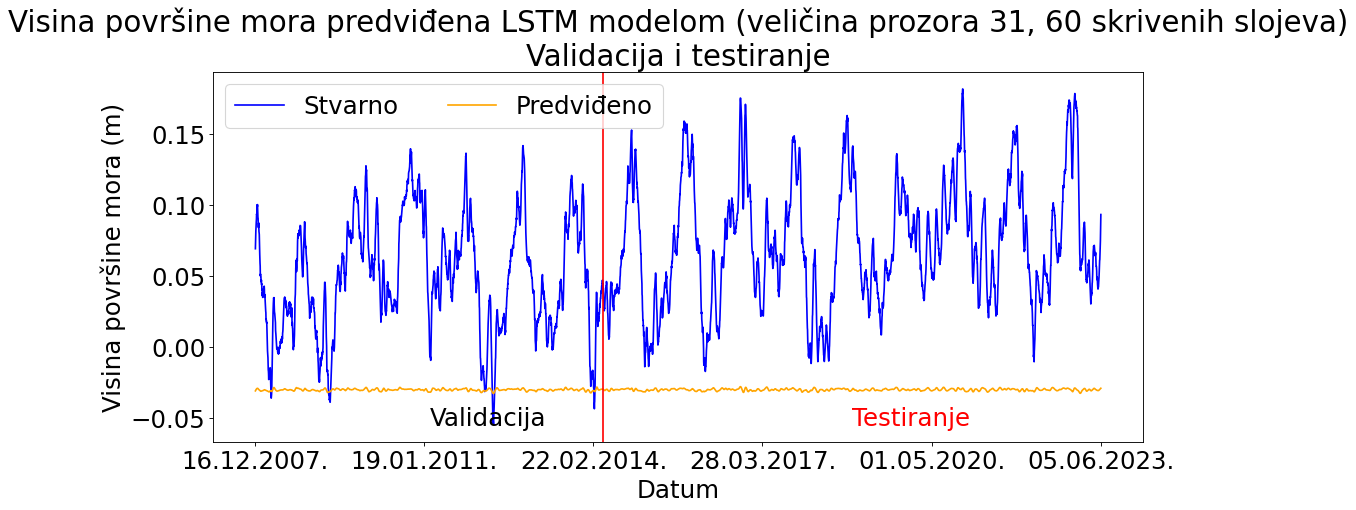 Visina površine mora predviđena LSTM modelom (veličina prozora 31, 60 skrivenih slojeva)
Validacija i testiranje
Stvarno
Predviđeno
Visina površine mora (m)
0.15
0.10
0.05
0.00
−0.05
Validacija
Testiranje
16.12.2007.
19.01.2011.
22.02.2014.
28.03.2017.
01.05.2020.
05.06.2023.
Datum